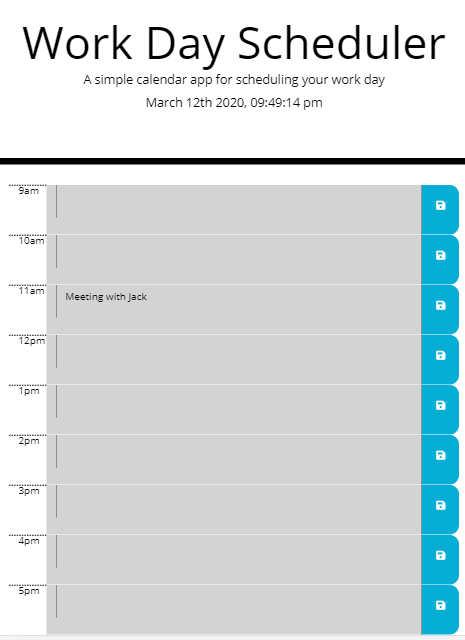 Work Day Scheduler
A simple calendar app for scheduling your work day
March 12th 2020, 09:49:14 pm
9am
10am
11am
Meeting with Jack
12pm
1pm
2pm
3pm
4pm
5pm